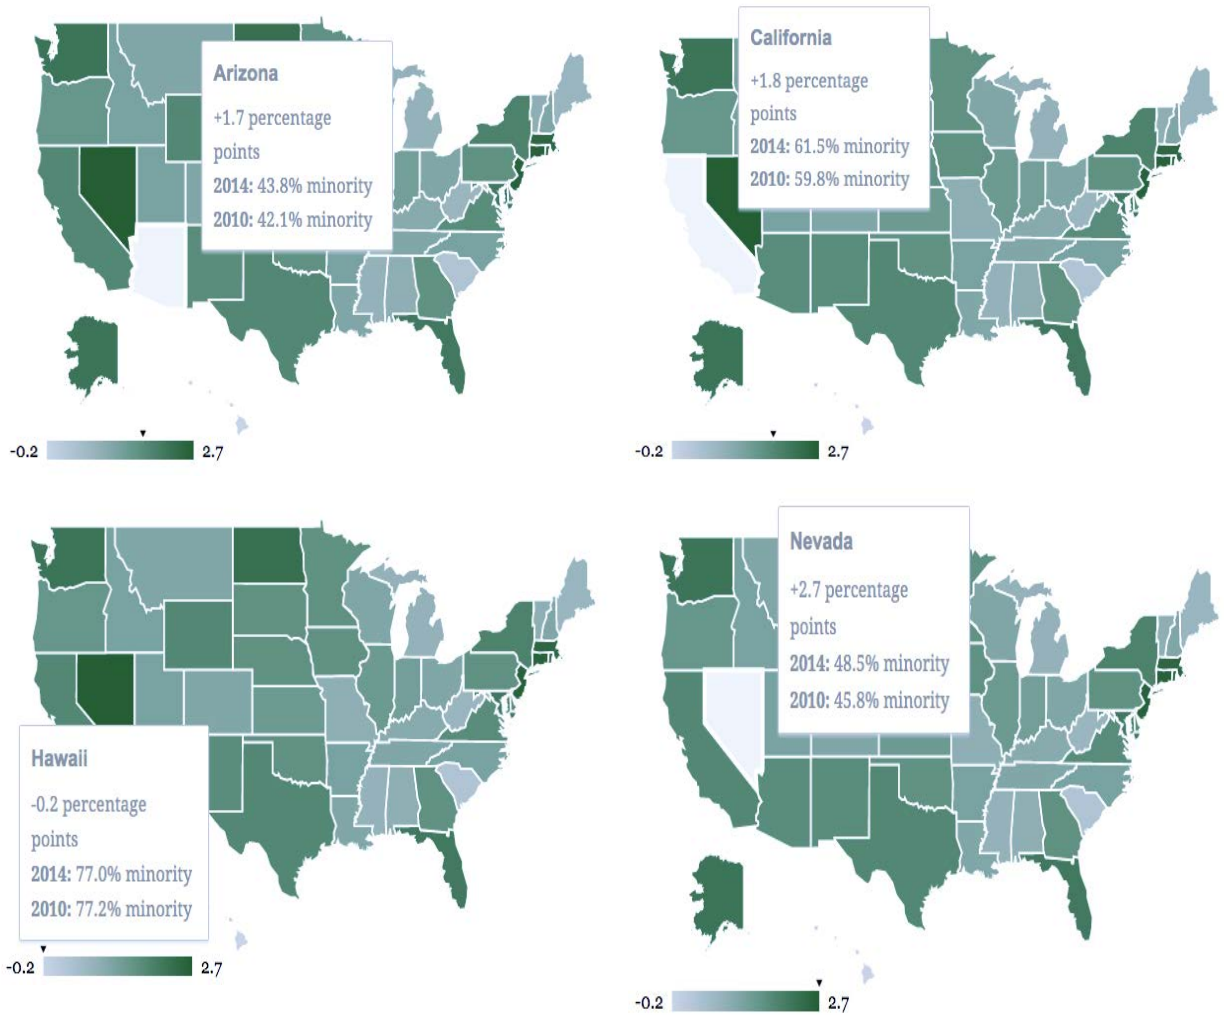 Arizona
+1.7 percentage
points
2014: 43.8% minority
2010: 42.1% minority
-0.2
2.7
California
+1.8 percentage
points
2014: 61.5% minority
2010: 59.8% minority
-0.2
2.7
Hawaii
-0.2 percentage
points
2014: 77.0% minority
2010: 77.2% minority
-0.2
2.7
Nevada
+2.7 percentage
points
2014: 48.5% minority
2010: 45.8% minority
-0.2
2.7